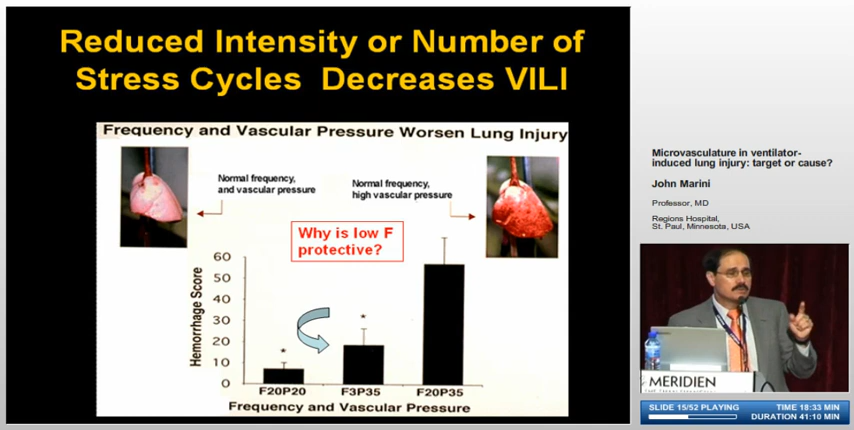 Reduced Intensity or Number of
Stress Cycles Decreases VILI
Frequency and Vascular Pressure Worsen Lung Injury
Normal frequency,
and vascular pressure
Normal frequency,
high vascular pressure
Why is low F
protective?
Hemorrhage Score
60
50
40
30
20
10
0
*
*
F20P20
F3P35
F20P35
Frequency and Vascular Pressure
Microvasculature in ventilator-
induced lung injury: target or cause?
John Marini
Professor, MD
Regions Hospital,
St. Paul, Minnesota, USA
MERIDIEN
SLIDE 15/52 PLAYING
TIME 18:33 MIN
DURATION 41:10 MIN